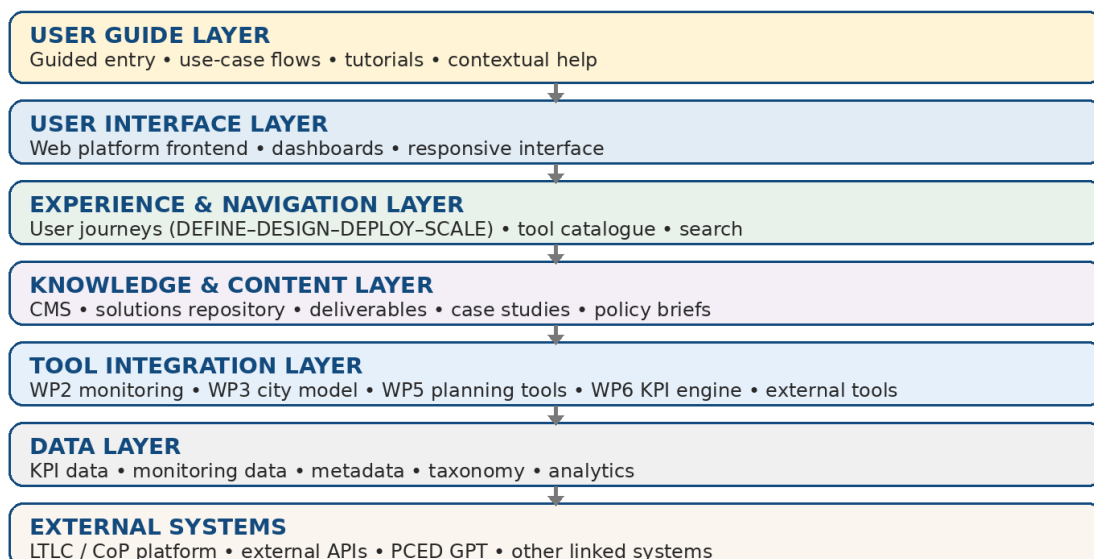 USER GUIDE LAYER
Guided entry • use-case flows • tutorials • contextual help
USER INTERFACE LAYER
Web platform frontend • dashboards • responsive interface
EXPERIENCE & NAVIGATION LAYER
User journeys (DEFINE–DESIGN–DEPLOY–SCALE) • tool catalogue • search
KNOWLEDGE & CONTENT LAYER
CMS • solutions repository • deliverables • case studies • policy briefs
TOOL INTEGRATION LAYER
WP2 monitoring • WP3 city model • WP5 planning tools • WP6 KPI engine • external tools
DATA LAYER
KPI data • monitoring data • metadata • taxonomy • analytics
EXTERNAL SYSTEMS
LTLC / CoP platform • external APIs • PCED GPT • other linked systems